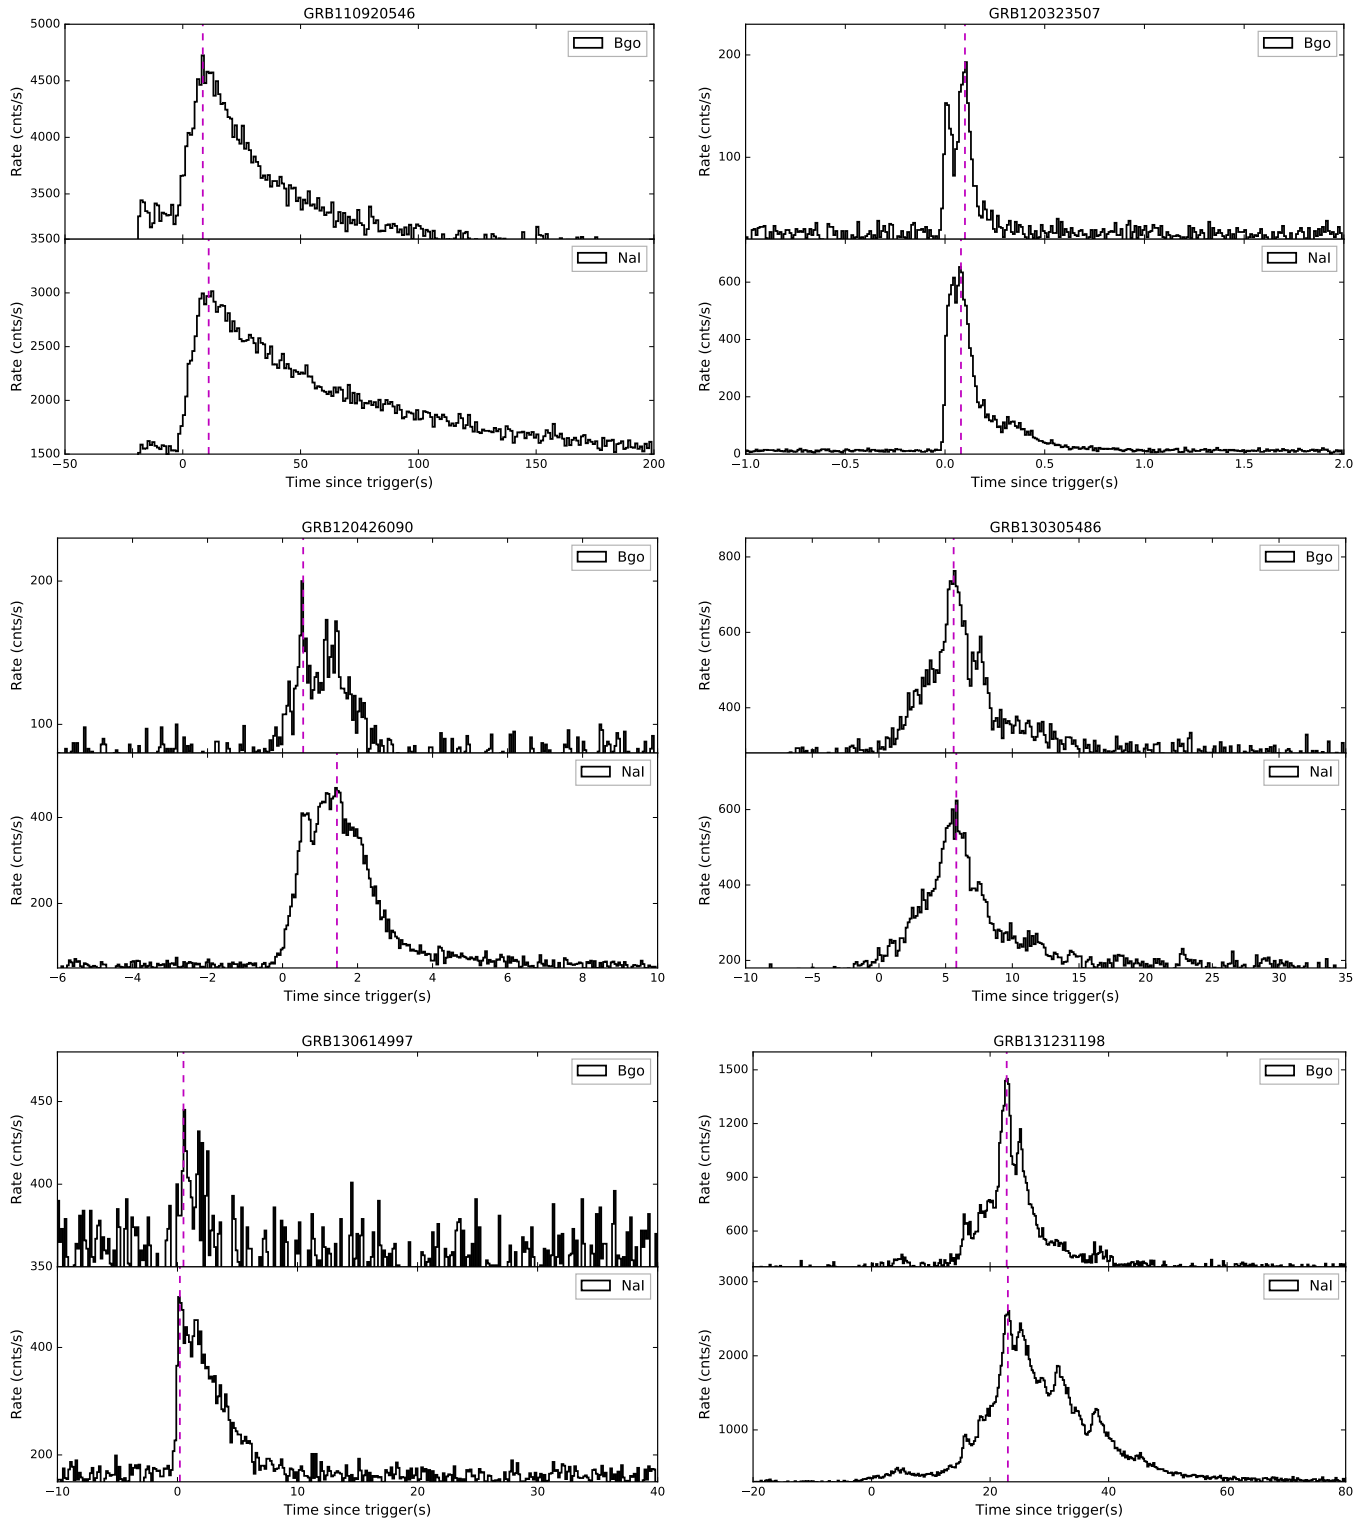 GRB110920546
5000
4500
4000
3500
3500
Rate (cnts/s)
Bgo
3000
2500
2000
1500
Rate (cnts/s)
NaI
−50 0 50 100 150 200
Time since trigger(s)
GRB120323507
200
100
Rate (cnts/s)
Bgo
600
400
200
0
Rate (cnts/s)
NaI
−1.0 −0.5 0.0 0.5 1.0 1.5 2.0
Time since trigger(s)
GRB120426090
200
100
Rate (cnts/s)
Bgo
400
200
Rate (cnts/s)
NaI
−6 −4 −2 0 2 4 6 8 10
Time since trigger(s)
GRB130305486
800
600
400
Rate (cnts/s)
Bgo
600
400
200
Rate (cnts/s)
NaI
−10 −5 0 5 10 15 20 25 30 35
Time since trigger(s)
GRB130614997
450
400
350
Rate (cnts/s)
Bgo
400
200
Rate (cnts/s)
NaI
−10 0 10 20 30 40
Time since trigger(s)
GRB131231198
1500
1200
900
600
Rate (cnts/s)
Bgo
3000
2000
1000
Rate (cnts/s)
NaI
−20 0 20 40 60 80
Time since trigger(s)